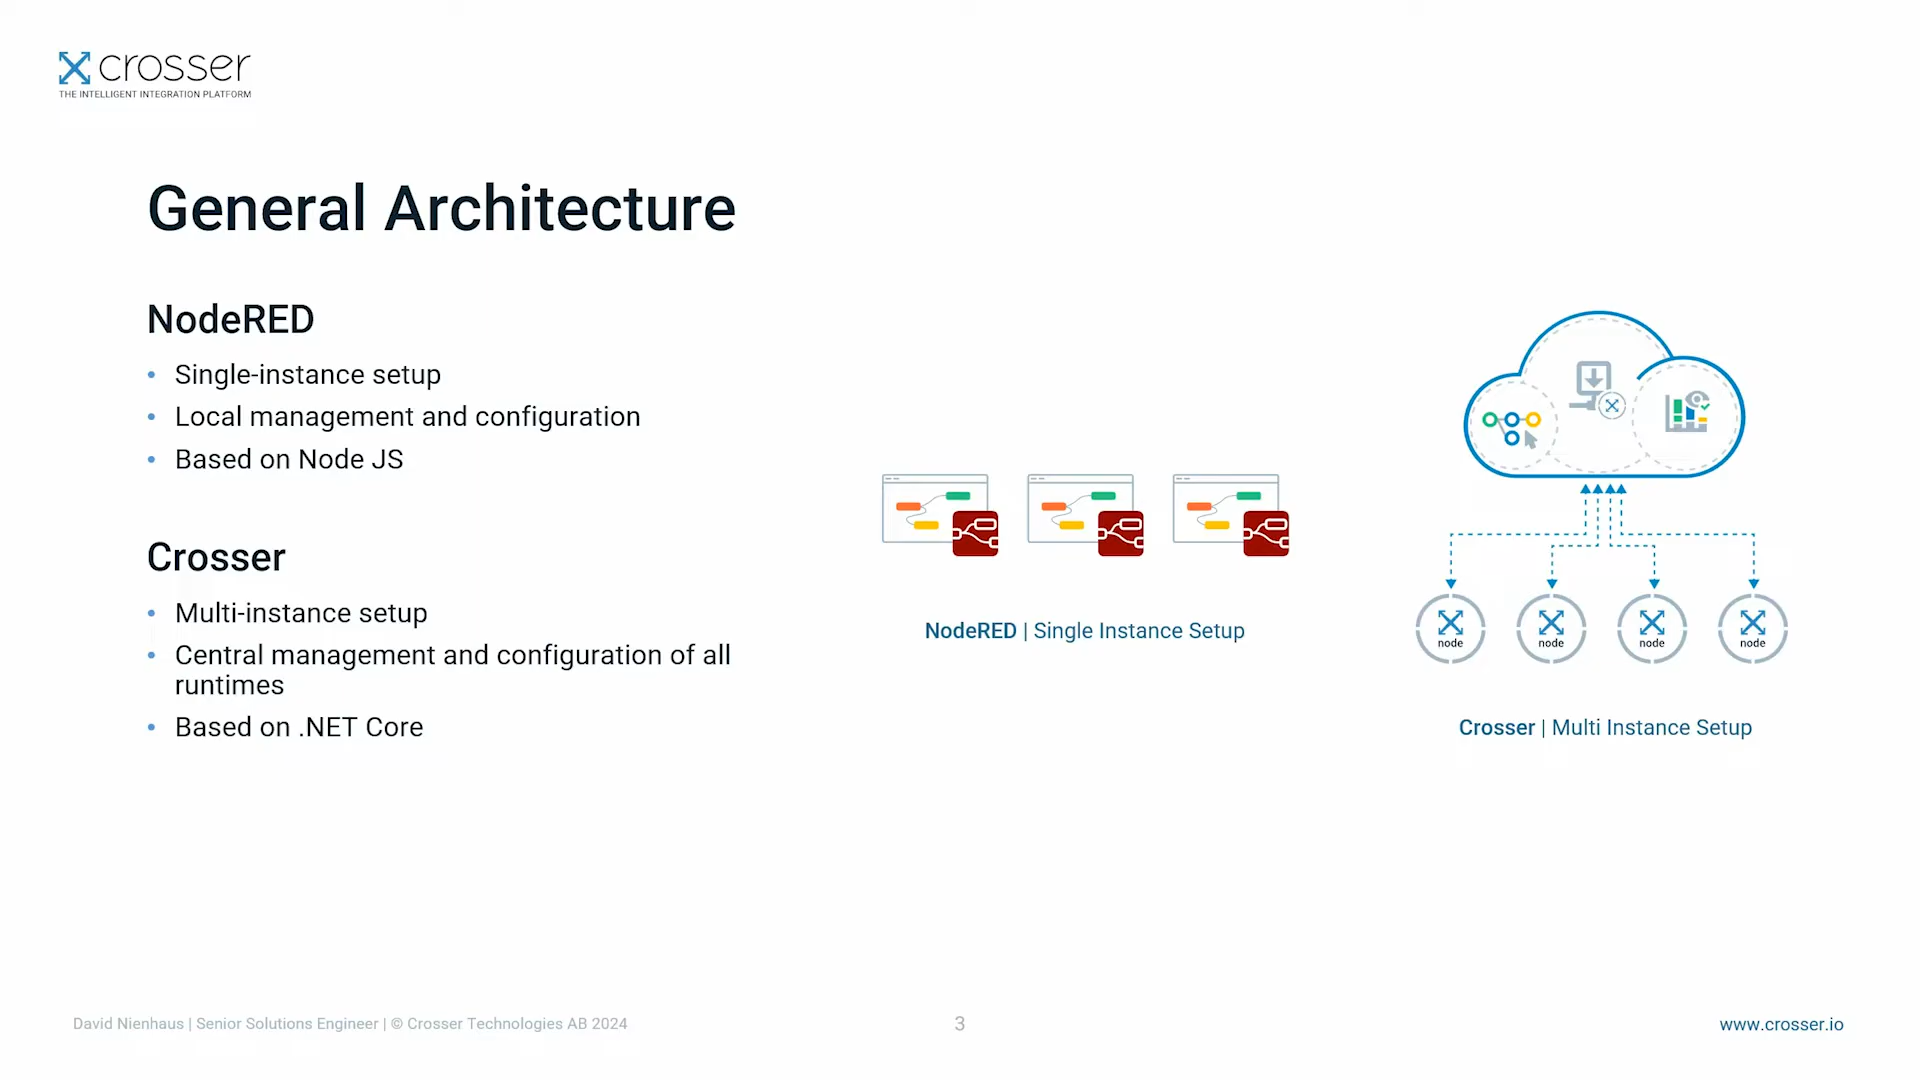 crosser
THE INTELLIGENT INTEGRATION PLATFORM
General Architecture
NodeRED
• Single-instance setup
• Local management and configuration
• Based on Node JS
Crosser
• Multi-instance setup
• Central management and configuration of all
runtimes
• Based on .NET Core
NodeRED | Single Instance Setup
node
node
node
node
Crosser | Multi Instance Setup
David Nienhaus | Senior Solutions Engineer | © Crosser Technologies AB 2024
3
www.crosser.io